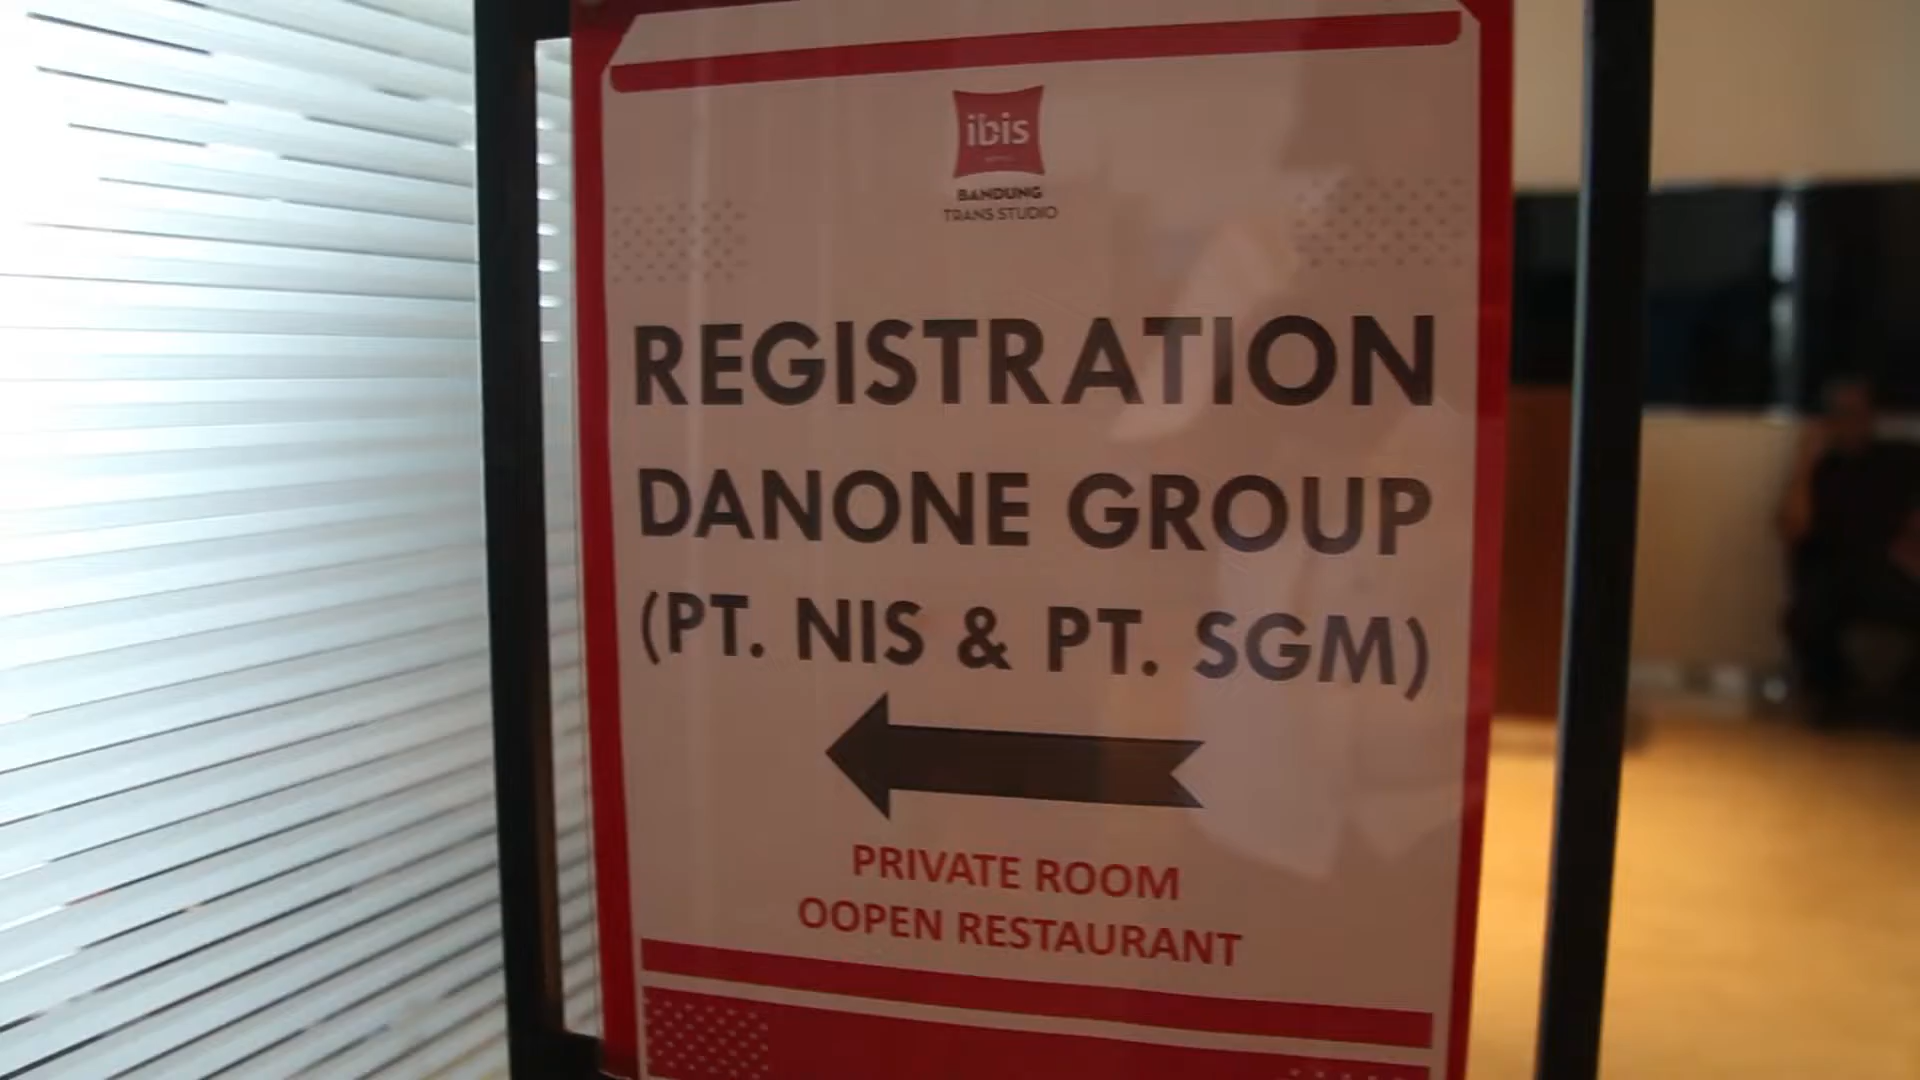 ibis
BANDUNG
TRANS STUDIO
REGISTRATION
DANONE GROUP
(PT. NIS & PT. SGM)
PRIVATE ROOM
OOPEN RESTAURANT